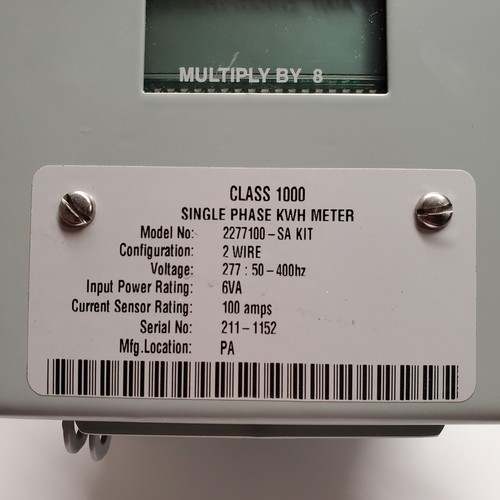 MULTIPLY BY 8
CLASS 1000
SINGLE PHASE KWH METER
Model No: 2277100-SA KIT
Configuration: 2 WIRE
Voltage: 277 : 50-400hz
Input Power Rating: 6VA
Current Sensor Rating: 100 amps
Serial No: 211-1152
Mfg.Location: PA